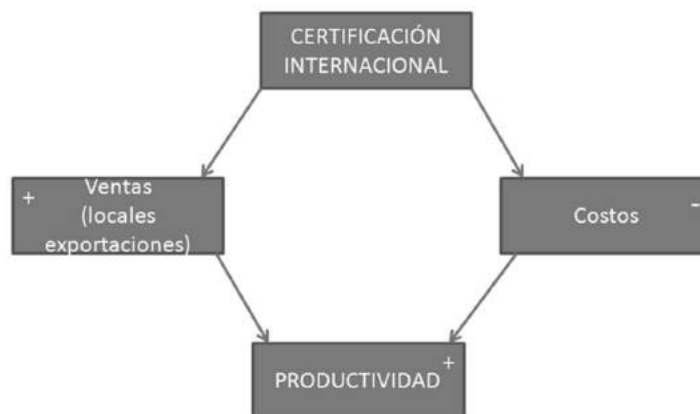 CERTIFICACIÓN
INTERNACIONAL
+
Ventas
(locales
exportaciones)
Costos
-
PRODUCTIVIDAD
+